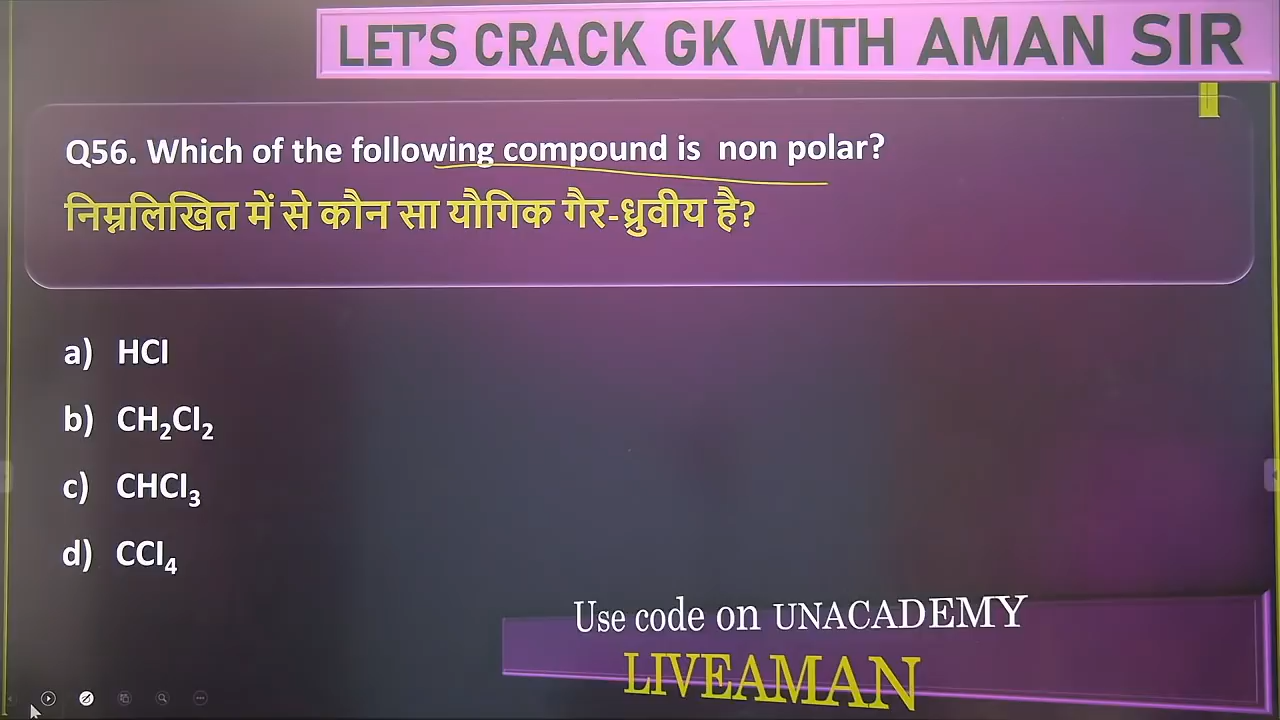 LET'S CRACK GK WITH AMAN SIR
Q56. Which of the following compound is non polar?
निम्नलिखित में से कौन सा यौगिक गैर-ध्रुवीय है?
a) HCl
b) CH₂Cl₂
c) CHCl₃
d) CCl₄
Use code on UNACADEMY
LIVEAMAN